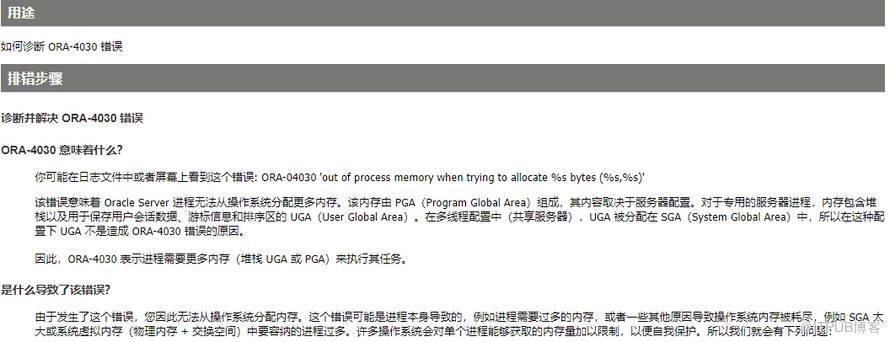 用途
如何诊断 ORA-4030 错误
排错步骤
诊断并解决 ORA-4030 错误
ORA-4030 意味着什么?
你可能在日志文件中或者屏幕上看到这个错误: ORA-04030 'out of process memory when trying to allocate %s bytes (%s,%s)'
该错误意味着 Oracle Server 进程无法从操作系统分配更多内存。该内存由 PGA（Program Global Area）组成，其内容取决于服务器配置。对于专用的服务器进程，内存包含堆
栈以及用于保存用户会话数据、游标信息和排序区的 UGA（User Global Area）。在多线程配置中（共享服务器），UGA 被分配在 SGA（System Global Area）中，所以在这种配
置下 UGA 不是造成 ORA-4030 错误的原因。
因此，ORA-4030 表示进程需要更多内存（堆栈 UGA 或 PGA）来执行其任务。
是什么导致了该错误?
由于发生了这个错误，您因此无法从操作系统分配内存。这个错误可能是进程本身导致的，例如进程需要过多的内存，或者一些其他原因导致操作系统内存被耗尽，例如 SGA 太
大或系统虚拟内存（物理内存 + 交换空间）中要容纳的进程过多。许多操作系统会对单个进程能够获取的内存量加以限制，以便自我保护。所以我们就会有下列问题:
@ITPUB博客